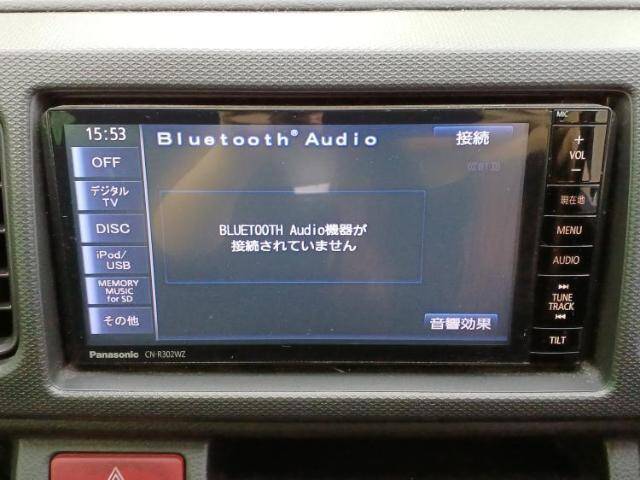 15:53
Bluetooth® Audio
接続
OFF
デジタル
TV
DISC
iPod/
USB
MEMORY
MUSIC
for SD
その他
BLUETOOTH Audio機器が
接続されていません
音響効果
Panasonic CN-R302WZ
MIC
+
VOL
−
現在地
MENU
AUDIO
TUNE
TRACK
TILT